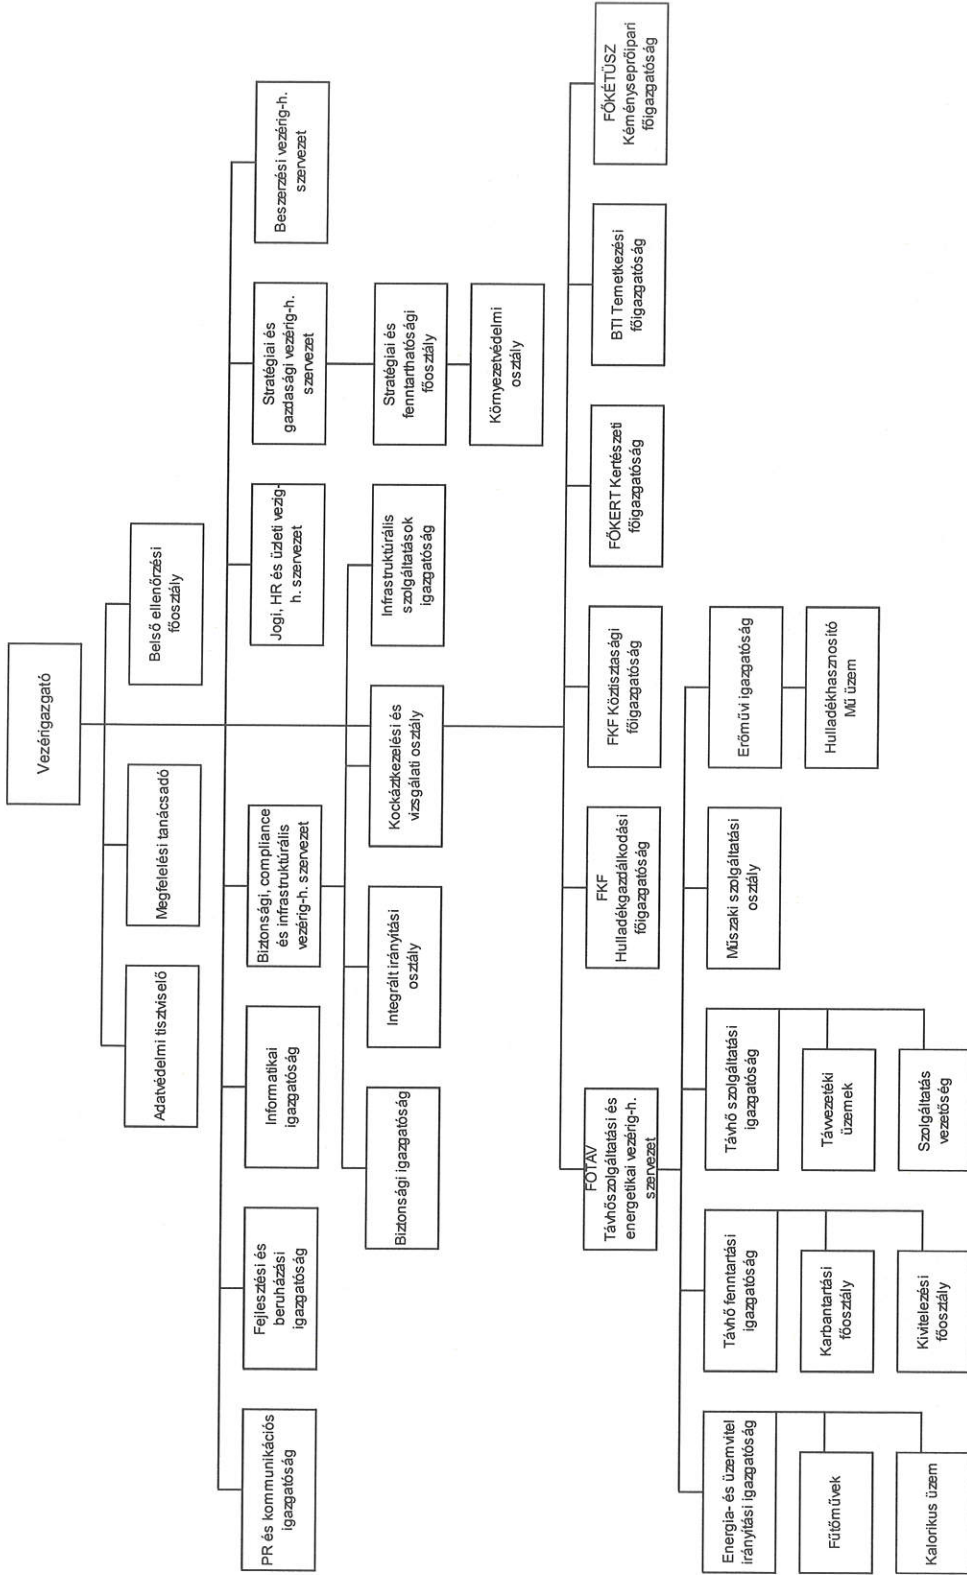 Vezérigazgató
Adatvédelmi tisztviselő
Megfelelési tanácsadó
Belső ellenőrzési
főosztály
PR és kommunikációs
igazgatóság
Fejlesztési és
beruházási
igazgatóság
Informatikai
igazgatóság
Biztonsági, compliance
és infrastruktúrális
vezérig-h. szervezet
Jogi, HR és üzleti vezig-
h. szervezet
Stratégiai és
gazdasági vezérig-h.
szervezet
Beszerzési vezérig-h.
szervezet
Biztonsági igazgatóság
Integrált irányítási
osztály
Kockáztkezelési és
vizsgálati osztály
Infrastruktúrális
szolgáltatások
igazgatóság
Stratégiai és
fenntarthatósági
főosztály
Környezetvédelmi
osztály
FŐTÁV
Távhőszolgáltatási és
energetikai vezérig-h.
szervezet
FKF
Hulladékgazdálkodási
főigazgatóság
FKF Köztisztasági
főigazgatóság
FŐKERT Kertészeti
főigazgatóság
BTI Temetkezési
főigazgatóság
FŐKÉTÜSZ
Kéményseprőipari
főigazgatóság
Energia- és üzemvitel
irányítási igazgatóság
Távhő fenntartási
igazgatóság
Távhő szolgáltatási
igazgatóság
Műszaki szolgáltatási
osztály
Erőművi igazgatóság
Fűtőművek
Karbantartási
főosztály
Távvezetéki
üzemek
Hulladékhasznosító
Mű üzem
Kalorikus üzem
Kivitelezési
főosztály
Szolgáltatás
vezetőség